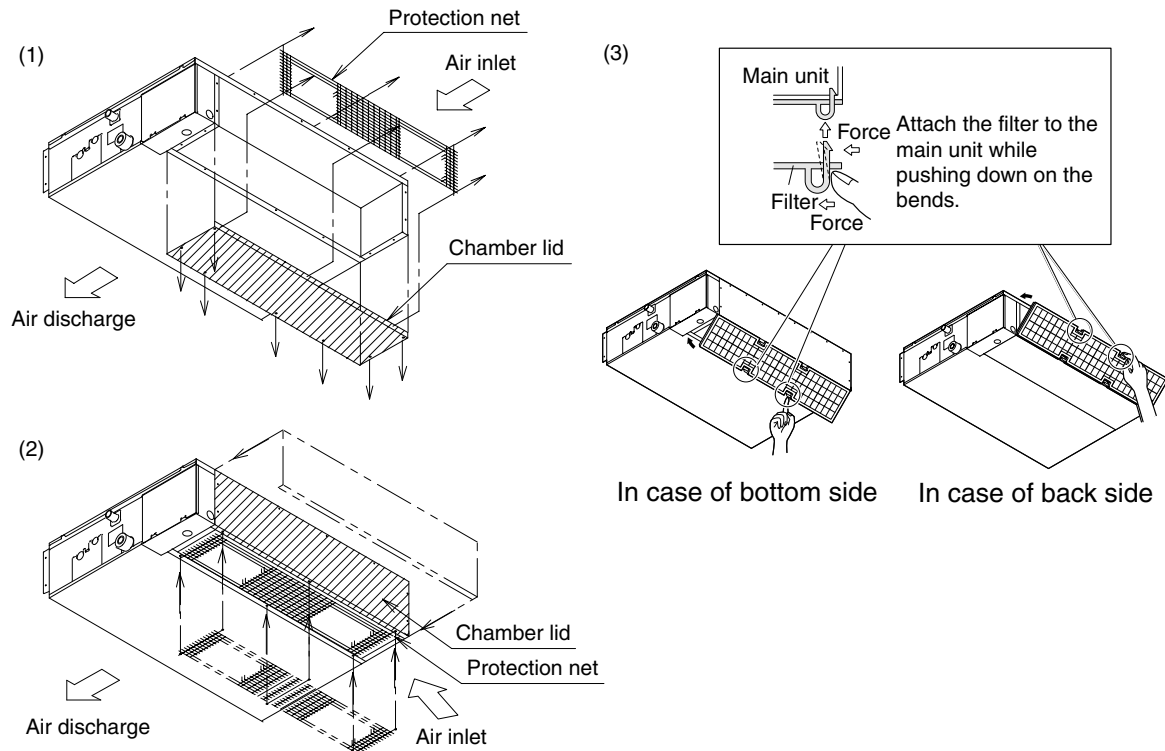 (1)
Protection net
Air inlet
Chamber lid
Air discharge
(2)
Chamber lid
Protection net
Air discharge
Air inlet
(3)
Main unit
Force
Attach the filter to the
main unit while
pushing down on the
bends.
Filter
Force
In case of bottom side
In case of back side